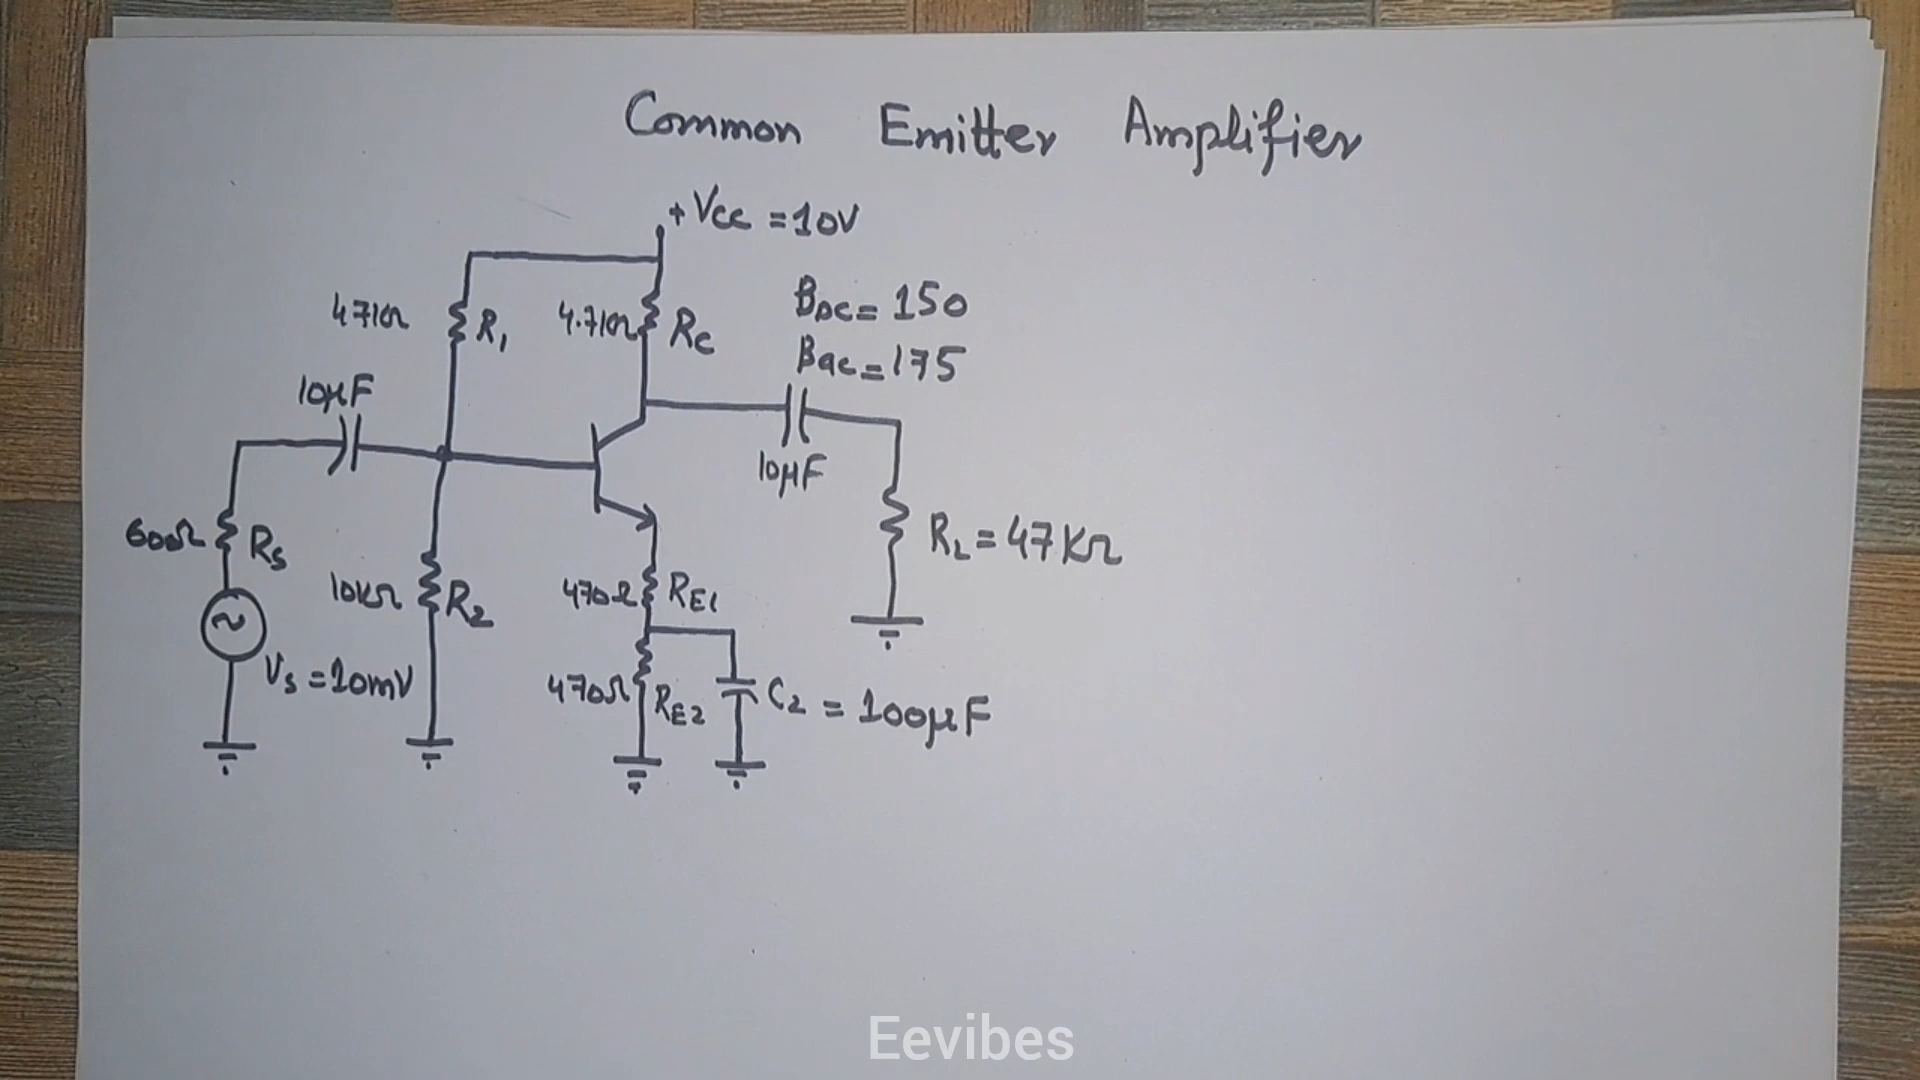 Common Emitter Amplifier
+Vcc = 10V
47kΩ R1
4.7kΩ RC
βDC = 150
βac = 175
10μF
10μF
600Ω RS
RL = 47KΩ
10kΩ R2
470Ω RE1
Vs = 10mV
470Ω RE2
C2 = 100μF
Eevibes